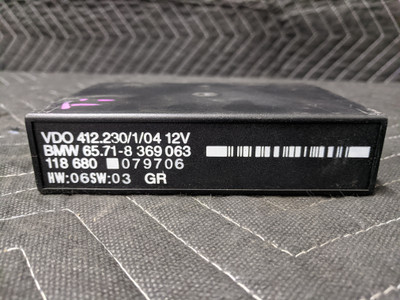 VDO 412.230/1/04 12V
BMW 65.71-8 369 063
118 680 079706
HW:06SW:03 GR